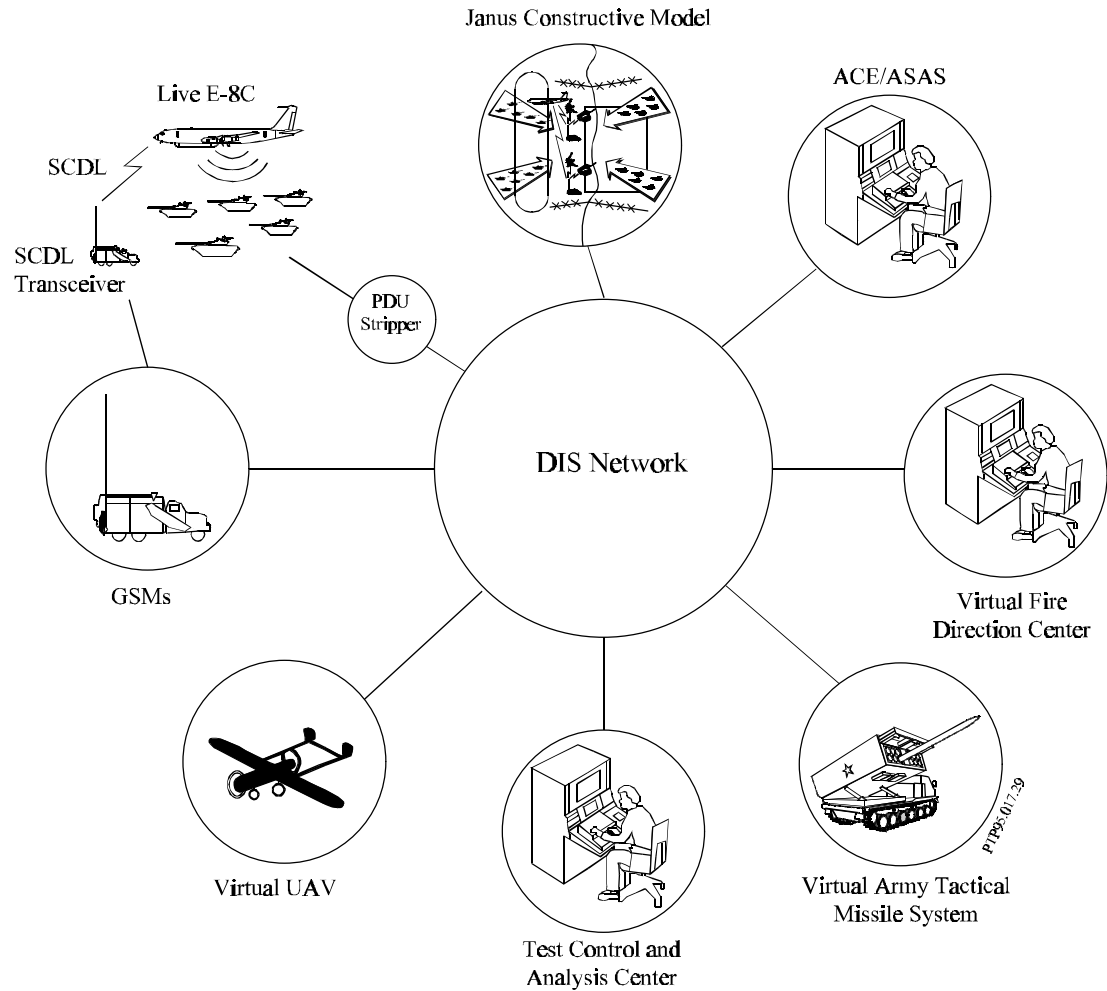 Janus Constructive Model
ACE/ASAS
Live E-8C
SCDL
SCDL
Transceiver
PDU
Stripper
DIS Network
GSMs
Virtual Fire
Direction Center
Virtual UAV
Test Control and
Analysis Center
Virtual Army Tactical
Missile System
PTP95.017.29